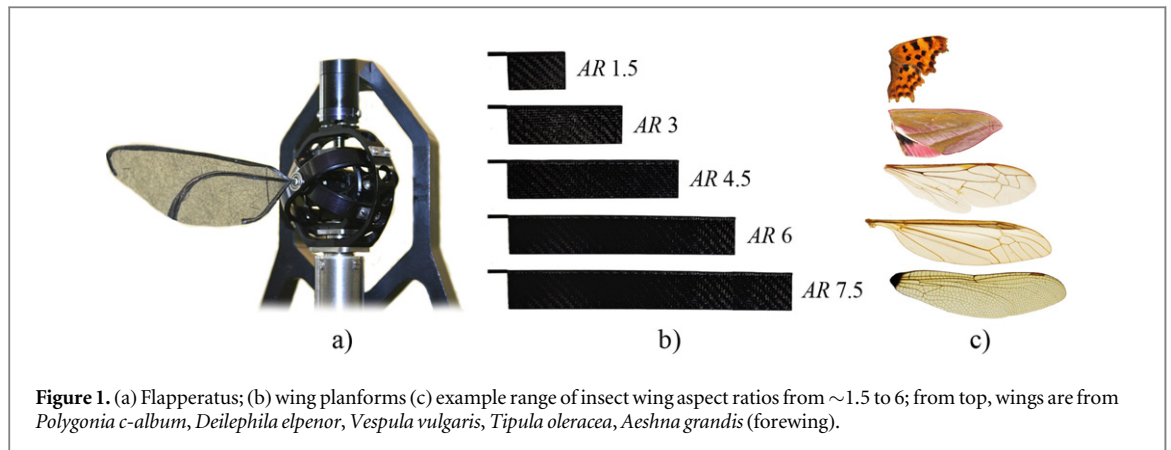 AR 1.5
AR 3
AR 4.5
AR 6
AR 7.5
a)
b)
c)
Figure 1. (a) Flapperatus; (b) wing planforms (c) example range of insect wing aspect ratios from ∼1.5 to 6; from top, wings are from
Polygonia c-album, Deilephila elpenor, Vespula vulgaris, Tipula oleracea, Aeshna grandis (forewing).